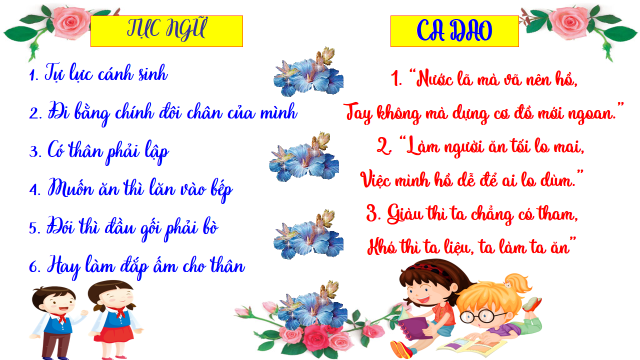 TỤC NGỮ
1. Tự lực cánh sinh
2. Đi bằng chính đôi chân của mình
3. Có thân phải lập
4. Muốn ăn thì lăn vào bếp
5. Đói thì đầu gối phải bò
6. Hay làm đắp ấm cho thân
CA DAO
1. “Nước lã mà vã nên hồ,
Tay không mà dựng cơ đồ mới ngoan.”
2. “Làm người ăn tối lo mai,
Việc mình hồ dễ để ai lo dùm.”
3. Giàu thì ta chẳng có tham,
Khó thì ta liệu, ta làm ta ăn”